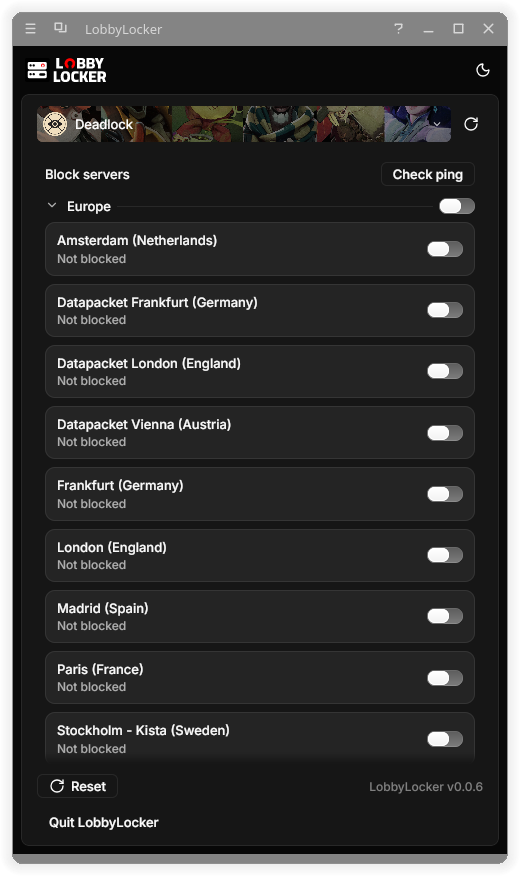 LobbyLocker
LOBBY
LOCKER
Deadlock
Block servers
Check ping
Europe
Amsterdam (Netherlands)
Not blocked
Datapacket Frankfurt (Germany)
Not blocked
Datapacket London (England)
Not blocked
Datapacket Vienna (Austria)
Not blocked
Frankfurt (Germany)
Not blocked
London (England)
Not blocked
Madrid (Spain)
Not blocked
Paris (France)
Not blocked
Stockholm - Kista (Sweden)
Not blocked
Reset
LobbyLocker v0.0.6
Quit LobbyLocker